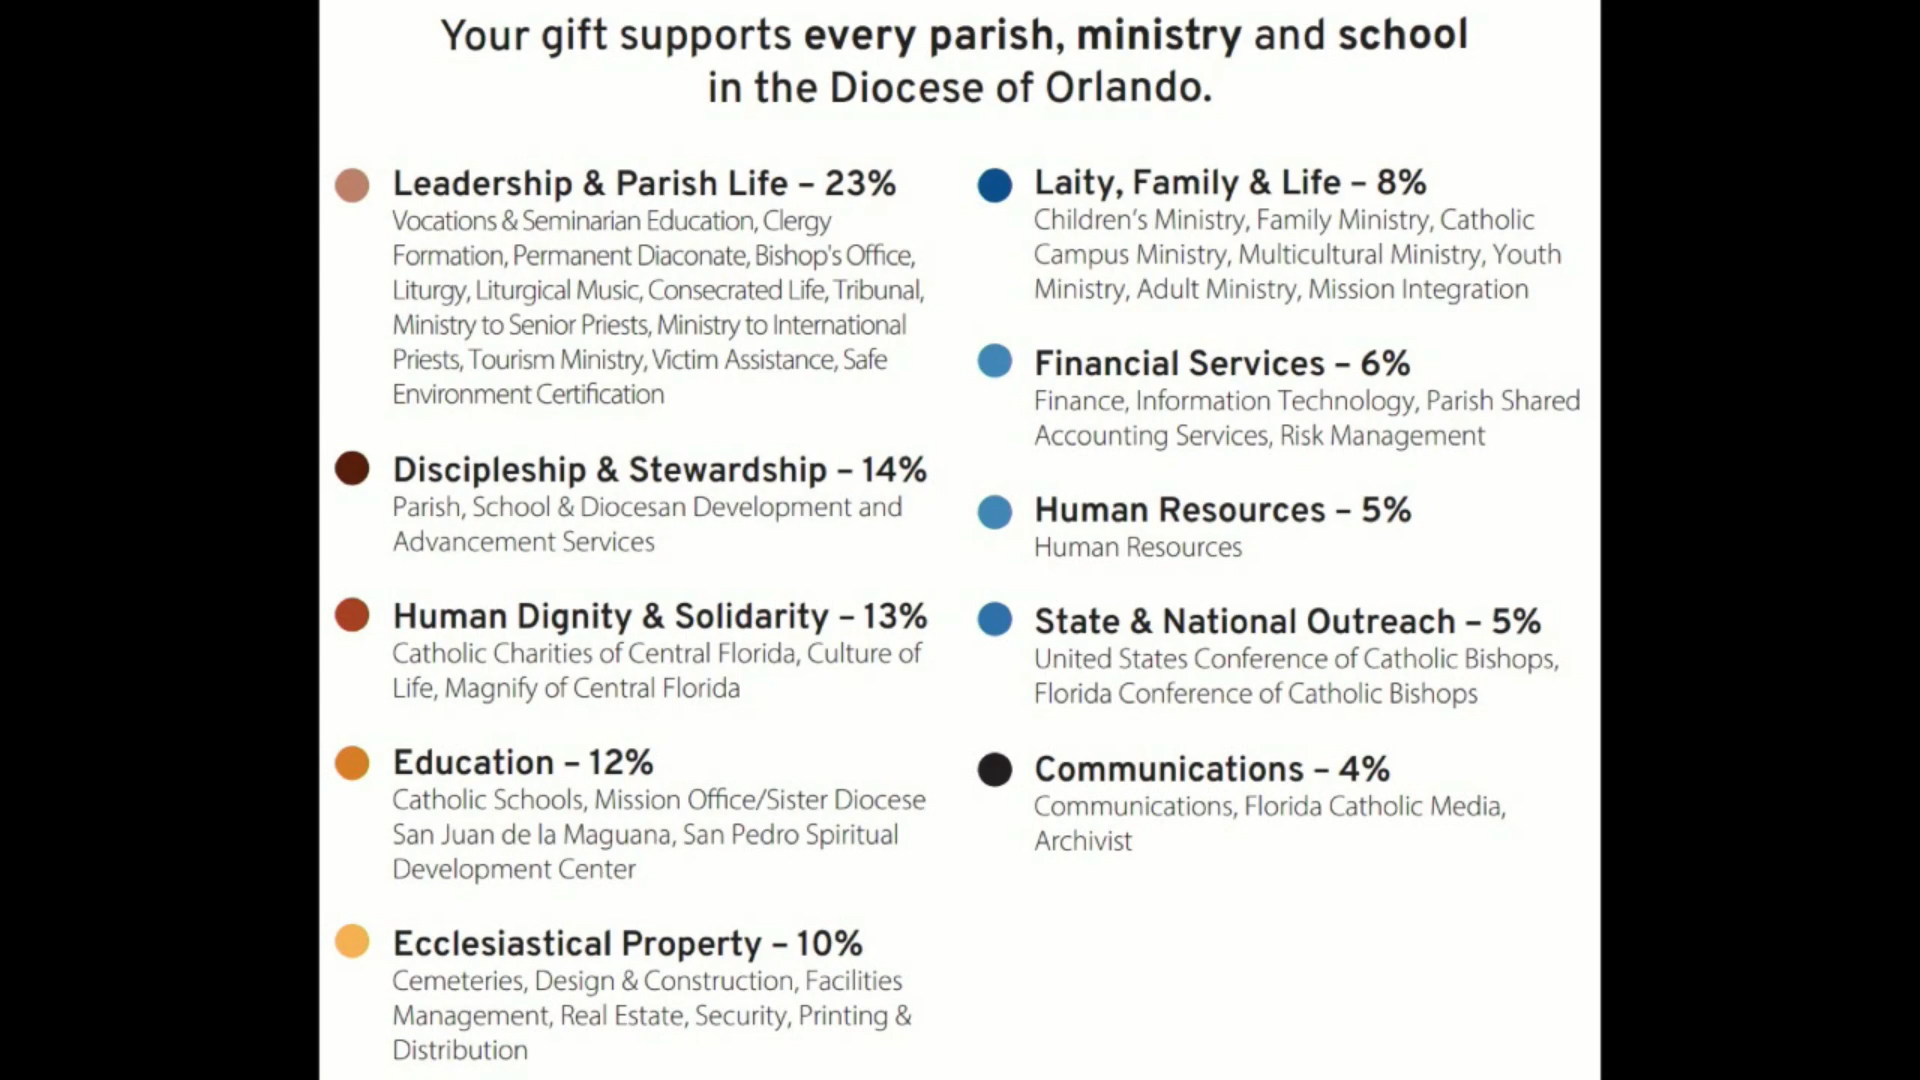 Your gift supports every parish, ministry and school
in the Diocese of Orlando.
Leadership & Parish Life – 23%
Vocations & Seminarian Education, Clergy
Formation, Permanent Diaconate, Bishop's Office,
Liturgy, Liturgical Music, Consecrated Life, Tribunal,
Ministry to Senior Priests, Ministry to International
Priests, Tourism Ministry, Victim Assistance, Safe
Environment Certification
Discipleship & Stewardship – 14%
Parish, School & Diocesan Development and
Advancement Services
Human Dignity & Solidarity – 13%
Catholic Charities of Central Florida, Culture of
Life, Magnify of Central Florida
Education – 12%
Catholic Schools, Mission Office/Sister Diocese
San Juan de la Maguana, San Pedro Spiritual
Development Center
Ecclesiastical Property – 10%
Cemeteries, Design & Construction, Facilities
Management, Real Estate, Security, Printing &
Distribution
Laity, Family & Life – 8%
Children's Ministry, Family Ministry, Catholic
Campus Ministry, Multicultural Ministry, Youth
Ministry, Adult Ministry, Mission Integration
Financial Services – 6%
Finance, Information Technology, Parish Shared
Accounting Services, Risk Management
Human Resources – 5%
Human Resources
State & National Outreach – 5%
United States Conference of Catholic Bishops,
Florida Conference of Catholic Bishops
Communications – 4%
Communications, Florida Catholic Media,
Archivist